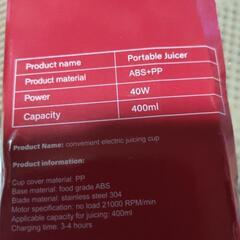 Product name Portable Juicer
Product material ABS+PP
Power 40W
Capacity 400ml
Product Name: convenient electric juicing cup
Product information:
Cup cover material: PP
Base material: food grade ABS
Blade material: stainless steel 304
Motor specification: no load 21000 RPM/min
Applicable capacity for juicing: 400ml
Charging time: 3-4 hours